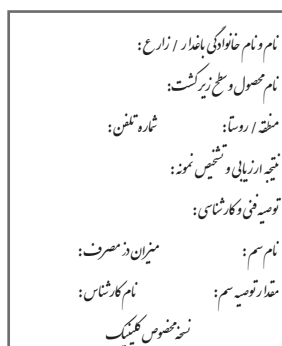 نام و نام خانوادگی باغدار / زارع :
نام محصول و سطح زیر کشت:
منطقه / روستا: شماره تلفن:
نتیجه ارزیابی و تشخیص نمونه:
توصیه فنی و کارشناسی:
نام سم: میزان دز مصرف:
مقدار توصیه سم: نام کارشناس:
نسخه مخصوص کلینیک